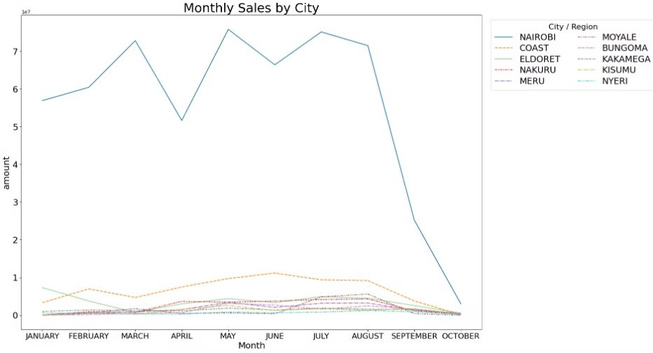 Monthly Sales by City
1e7
7
6
5
4
3
2
1
0
amount
JANUARY FEBRUARY MARCH APRIL MAY JUNE JULY AUGUST SEPTEMBER OCTOBER
Month
City / Region
NAIROBI MOYALE
COAST BUNGOMA
ELDORET KAKAMEGA
NAKURU KISUMU
MERU NYERI